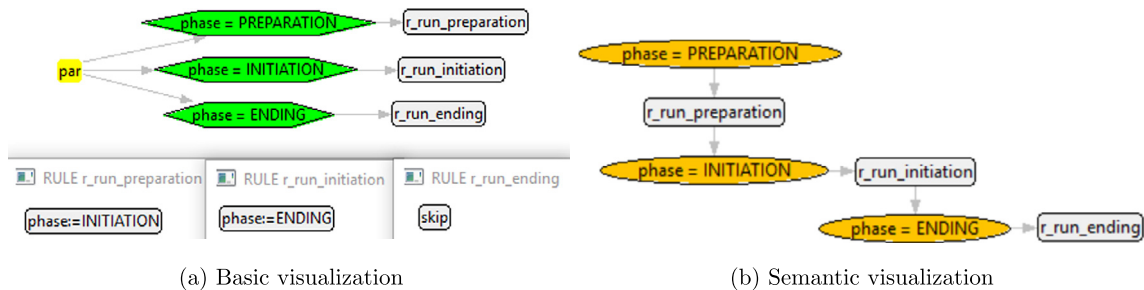 phase = PREPARATION
r_run_preparation
par
phase = INITIATION
r_run_initiation
phase = ENDING
r_run_ending
RULE r_run_preparation
RULE r_run_initiation
RULE r_run_ending
phase:=INITIATION
phase:=ENDING
skip
(a) Basic visualization
phase = PREPARATION
r_run_preparation
phase = INITIATION
r_run_initiation
phase = ENDING
r_run_ending
(b) Semantic visualization